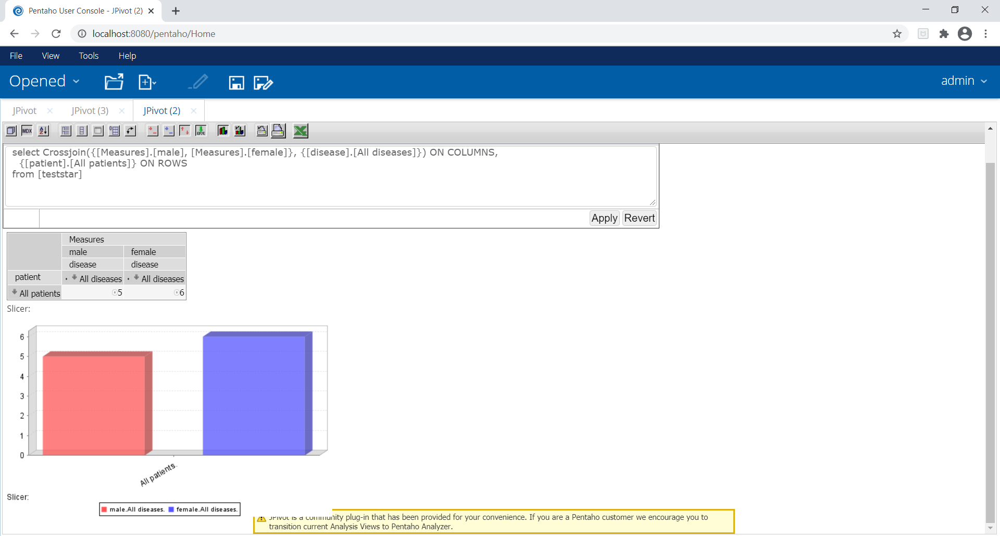 Pentaho User Console - JPivot (2)
localhost:8080/pentaho/Home
File View Tools Help
Opened admin
JPivot JPivot (3) JPivot (2)
MDX
select Crossjoin({[Measures].[male], [Measures].[female]}, {[disease].[All diseases]}) ON COLUMNS,
{[patient].[All patients]} ON ROWS
from [teststar]
Apply Revert
Measures
male female
disease disease
patient All diseases All diseases
All patients 5 6
Slicer:
6
5
4
3
2
1
0
All patients.
Slicer:
male.All diseases. female.All diseases.
JPivot is a community plug-in that has been provided for your convenience. If you are a Pentaho customer we encourage you to
transition current Analysis Views to Pentaho Analyzer.